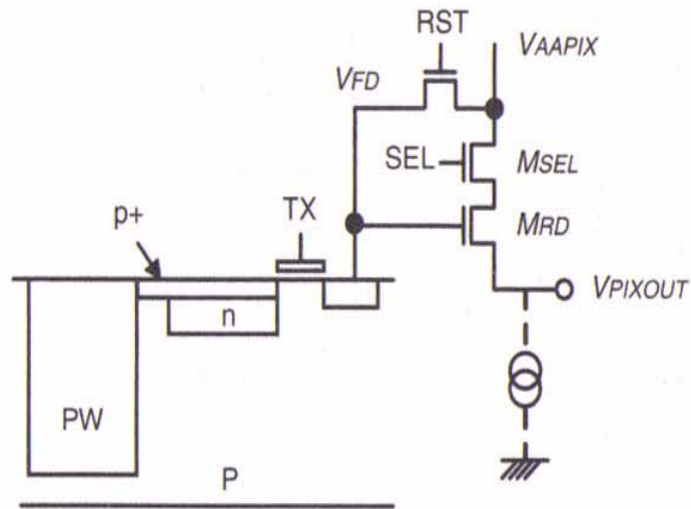 RST
VAAPIX
VFD
SEL
MSEL
TX
MRD
p+
VPIXOUT
n
PW
P